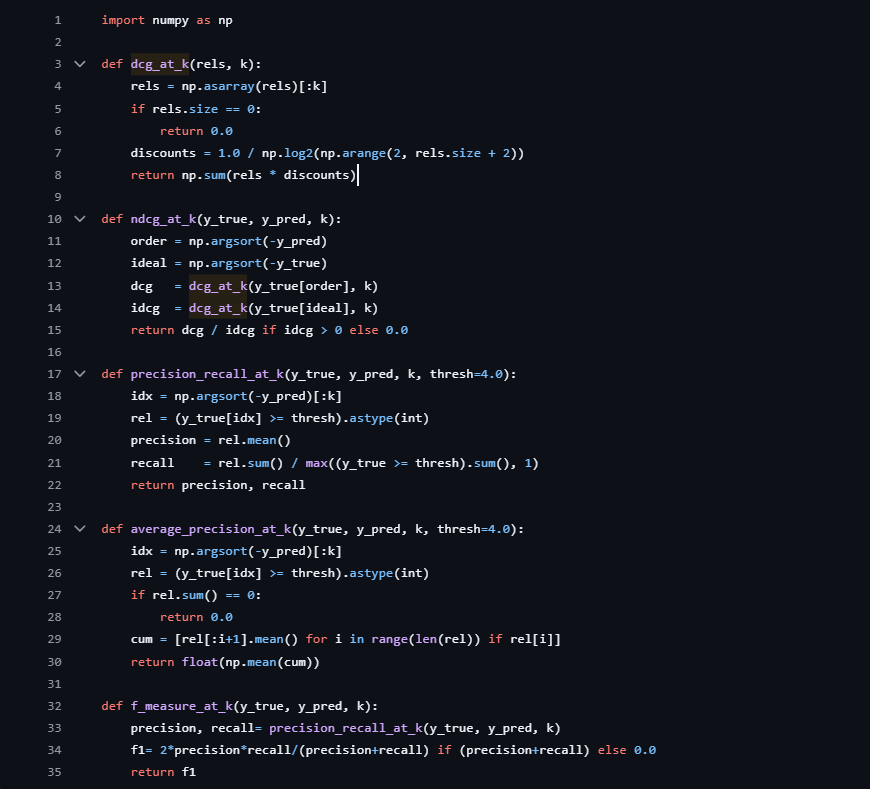 1 import numpy as np
2
3 def dcg_at_k(rels, k):
4     rels = np.asarray(rels)[:k]
5     if rels.size == 0:
6         return 0.0
7     discounts = 1.0 / np.log2(np.arange(2, rels.size + 2))
8     return np.sum(rels * discounts)
9
10 def ndcg_at_k(y_true, y_pred, k):
11     order = np.argsort(-y_pred)
12     ideal = np.argsort(-y_true)
13     dcg   = dcg_at_k(y_true[order], k)
14     idcg  = dcg_at_k(y_true[ideal], k)
15     return dcg / idcg if idcg > 0 else 0.0
16
17 def precision_recall_at_k(y_true, y_pred, k, thresh=4.0):
18     idx = np.argsort(-y_pred)[:k]
19     rel = (y_true[idx] >= thresh).astype(int)
20     precision = rel.mean()
21     recall    = rel.sum() / max((y_true >= thresh).sum(), 1)
22     return precision, recall
23
24 def average_precision_at_k(y_true, y_pred, k, thresh=4.0):
25     idx = np.argsort(-y_pred)[:k]
26     rel = (y_true[idx] >= thresh).astype(int)
27     if rel.sum() == 0:
28         return 0.0
29     cum = [rel[:i+1].mean() for i in range(len(rel)) if rel[i]]
30     return float(np.mean(cum))
31
32 def f_measure_at_k(y_true, y_pred, k):
33     precision, recall= precision_recall_at_k(y_true, y_pred, k)
34     f1= 2*precision*recall/(precision+recall) if (precision+recall) else 0.0
35     return f1